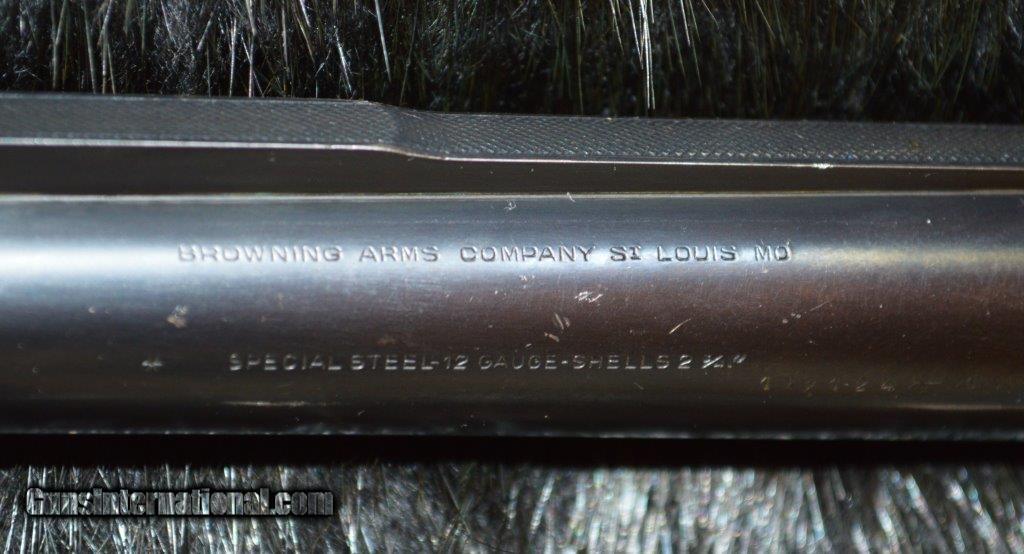 BROWNING ARMS COMPANY ST LOUIS MO
SPECIAL STEEL-12 GAUGE-SHELLS 2 3/4"
GunsInternational.com